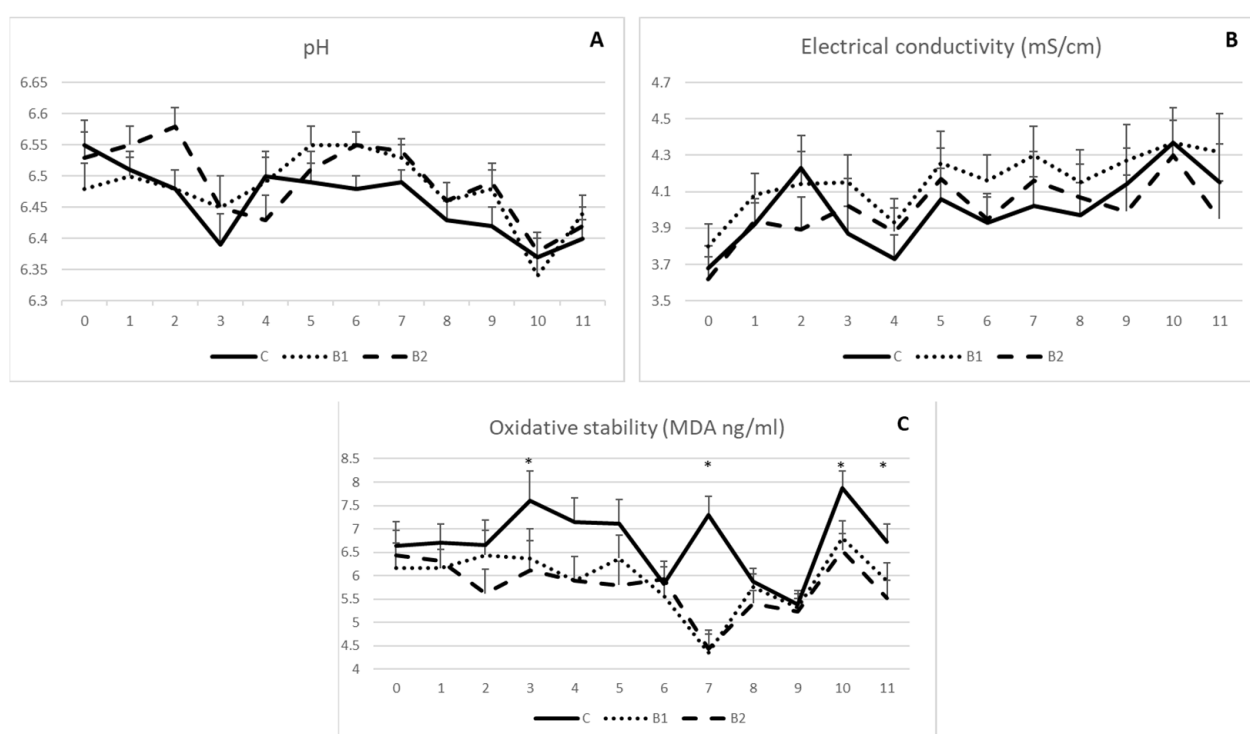 pH
A
6.65
6.6
6.55
6.5
6.45
6.4
6.35
6.3
0 1 2 3 4 5 6 7 8 9 10 11
C B1 B2
Electrical conductivity (mS/cm)
B
4.7
4.5
4.3
4.1
3.9
3.7
3.5
0 1 2 3 4 5 6 7 8 9 10 11
C B1 B2
Oxidative stability (MDA ng/ml)
C
8.5
8
7.5
7
6.5
6
5.5
5
4.5
4
* * * *
0 1 2 3 4 5 6 7 8 9 10 11
C B1 B2